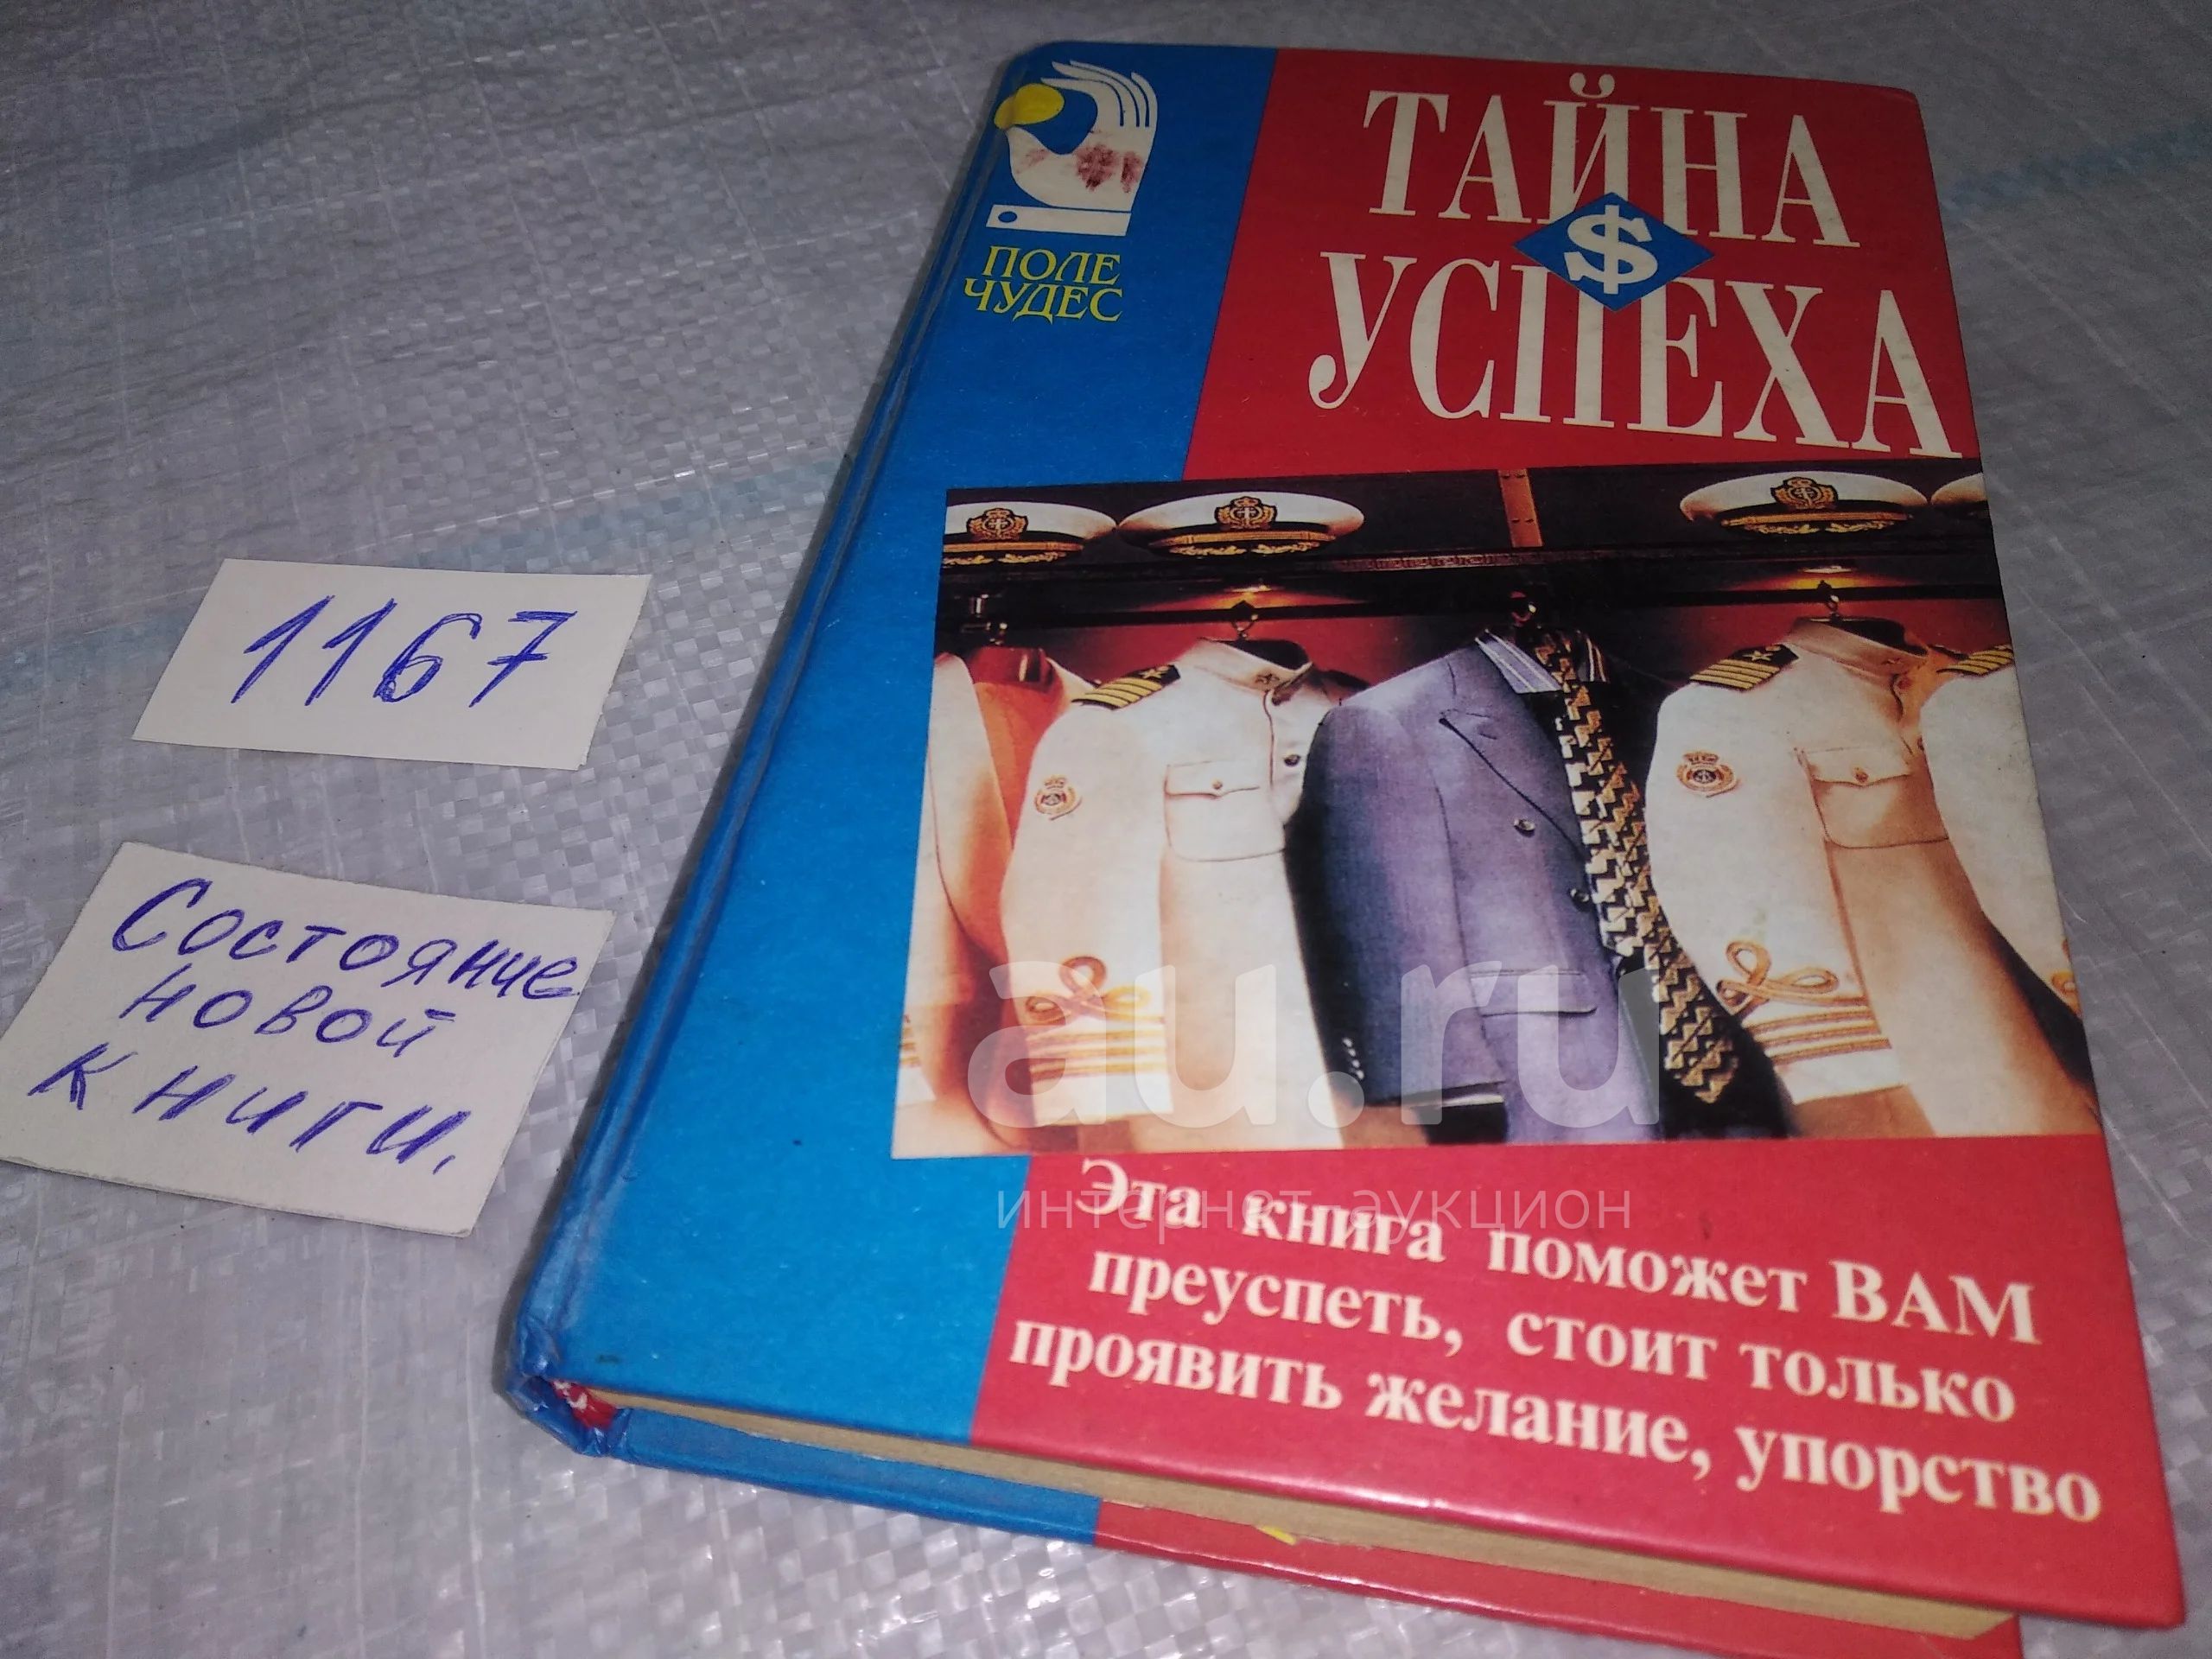 ПОЛЕ
ЧУДЕС
ТАЙНА
$
УСПЕХА
1167
Состояние
новой
книги.
au.ru
интернет аукцион
Эта книга поможет ВАМ
преуспеть, стоит только
проявить желание, упорство